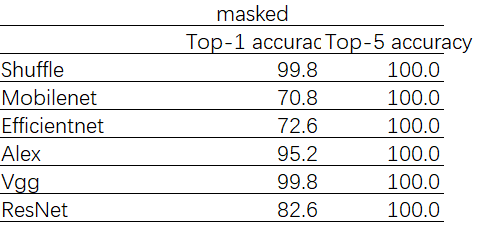 masked
Top-1 accurac Top-5 accuracy
Shuffle 99.8 100.0
Mobilenet 70.8 100.0
Efficientnet 72.6 100.0
Alex 95.2 100.0
Vgg 99.8 100.0
ResNet 82.6 100.0